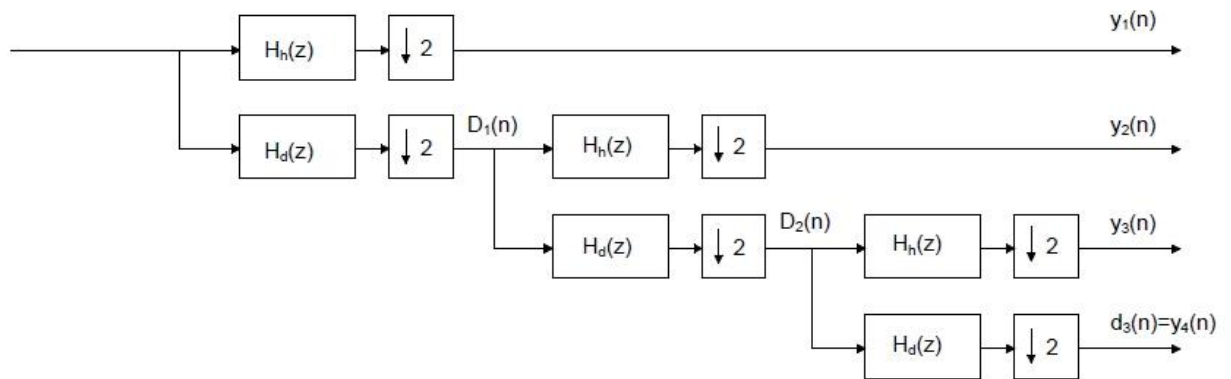 y₁(n)
Hₕ(z) ↓ 2
D₁(n) y₂(n)
H_d(z) ↓ 2 Hₕ(z) ↓ 2
D₂(n) y₃(n)
H_d(z) ↓ 2 Hₕ(z) ↓ 2
d₃(n)=y₄(n)
H_d(z) ↓ 2